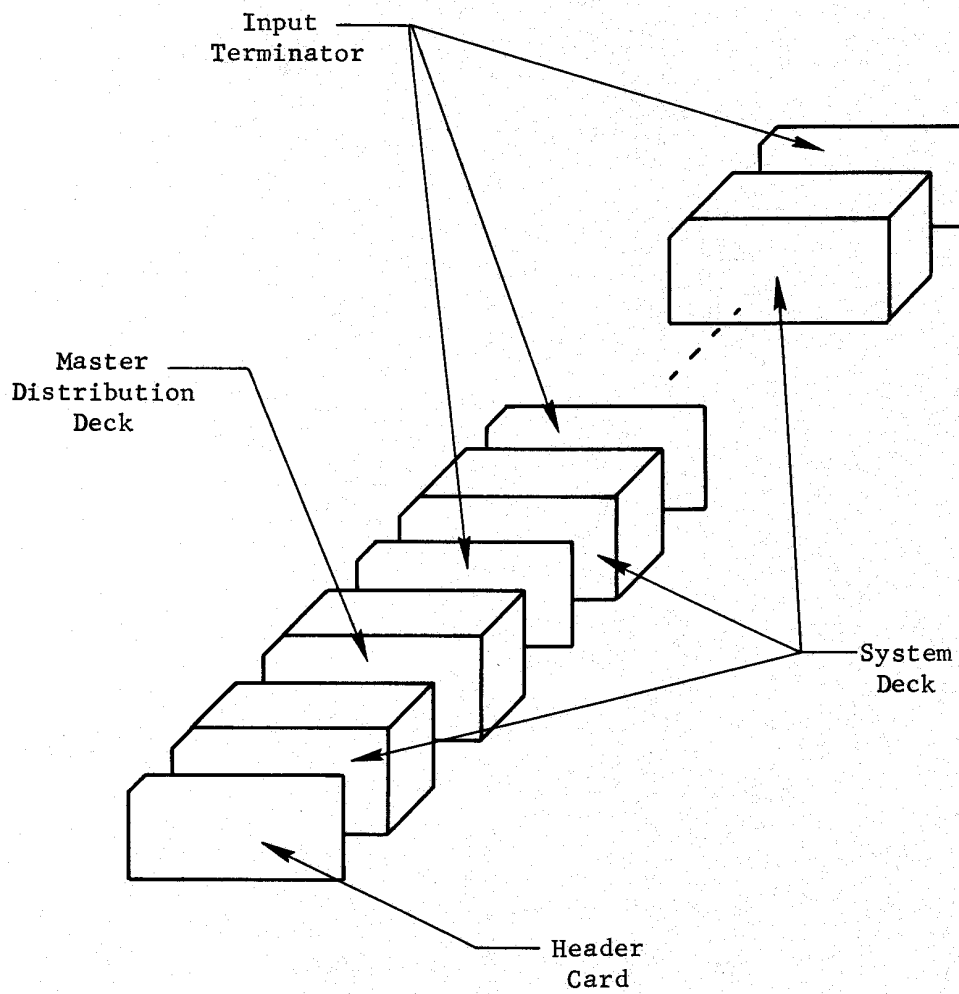 Input
Terminator
Master
Distribution
Deck
System
Deck
Header
Card